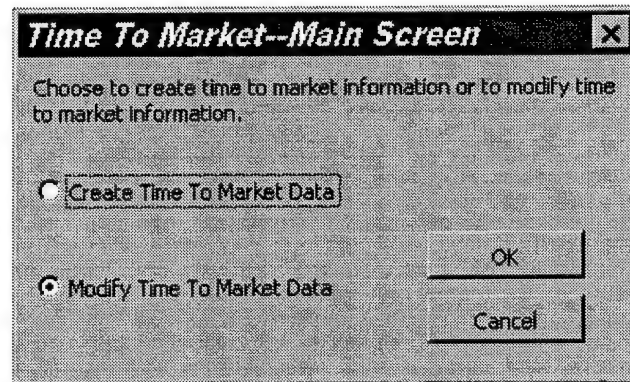 Time To Market--Main Screen
Choose to create time to market information or to modify time
to market information.
Create Time To Market Data
OK
Modify Time To Market Data
Cancel